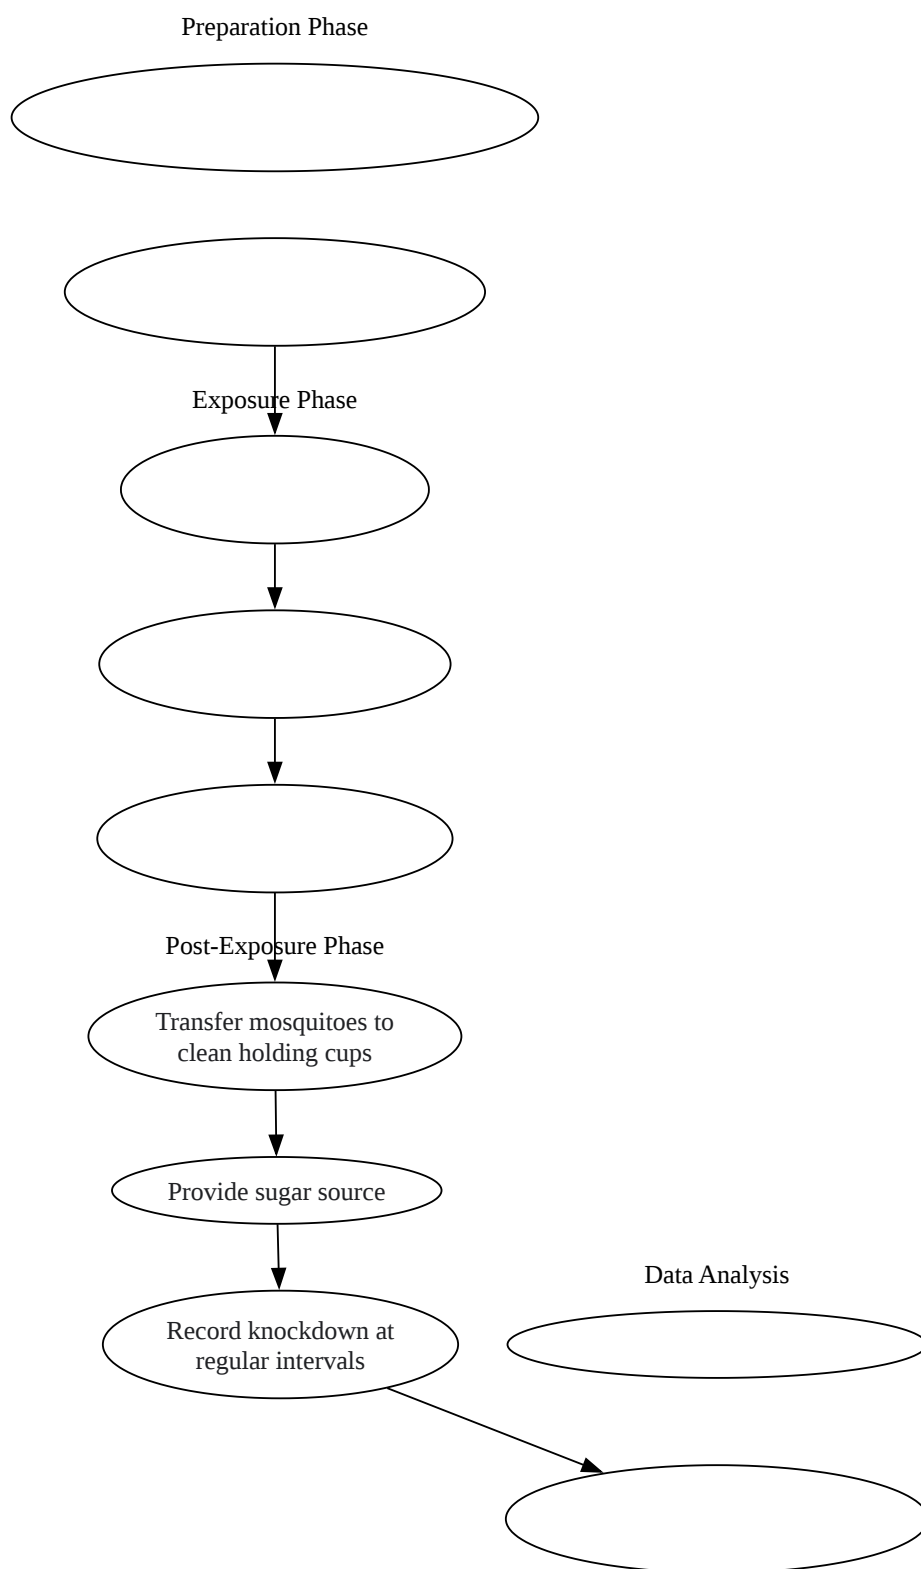 Preparation Phase
Exposure Phase
Post-Exposure Phase
Transfer mosquitoes to
clean holding cups
Provide sugar source
Data Analysis
Record knockdown at
regular intervals